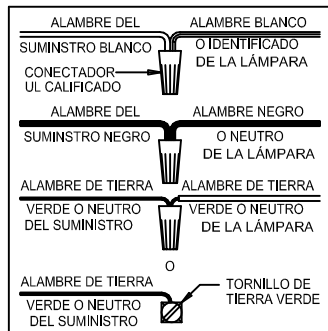 ALAMBRE DEL
SUMINSTRO BLANCO
ALAMBRE BLANCO
O IDENTIFICADO
DE LA LÁMPARA
CONECTADOR
UL CALIFICADO
ALAMBRE DEL
SUMINSTRO NEGRO
ALAMBRE NEGRO
O NEUTRO
DE LA LÁMPARA
ALAMBRE DE TIERRA
VERDE O NEUTRO
DEL SUMINISTRO
ALAMBRE DE TIERRA
VERDE O NEUTRO
DE LA LÁMPARA
O
ALAMBRE DE TIERRA
VERDE O NEUTRO
DEL SUMINISTRO
TORNILLO DE
TIERRA VERDE